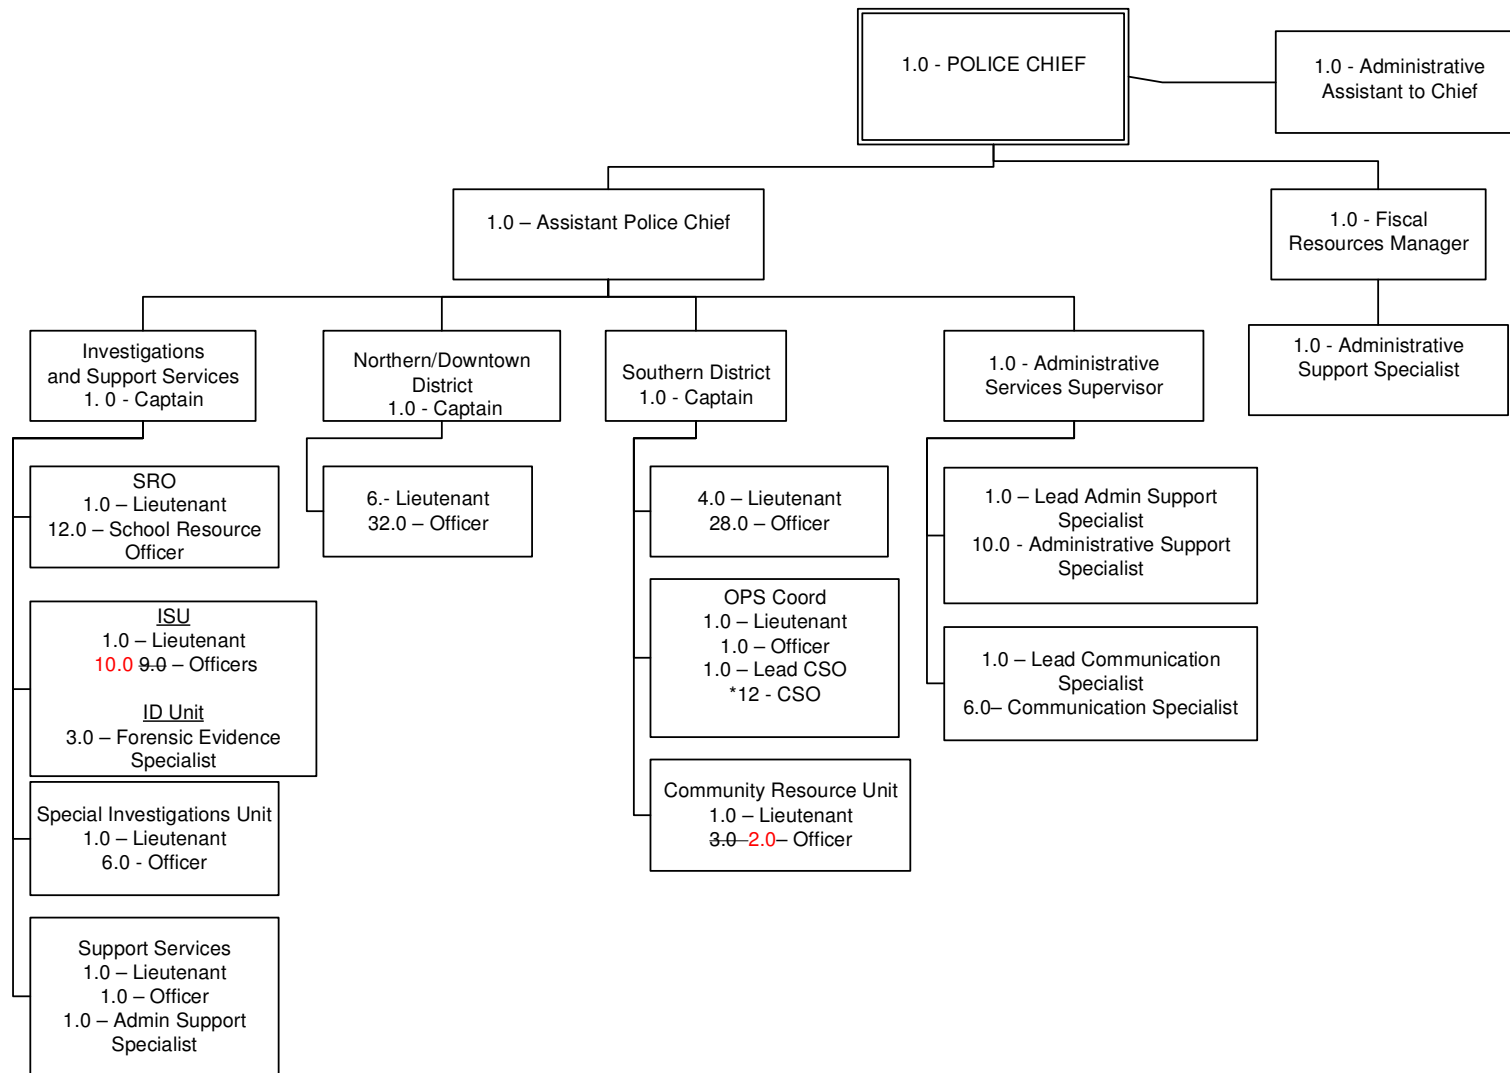 1.0 - POLICE CHIEF
1.0 - Administrative
Assistant to Chief
1.0 – Assistant Police Chief
1.0 - Fiscal
Resources Manager
1.0 - Administrative
Support Specialist
Investigations
and Support Services
1. 0 - Captain
Northern/Downtown
District
1.0 - Captain
Southern District
1.0 - Captain
1.0 - Administrative
Services Supervisor
SRO
1.0 – Lieutenant
12.0 – School Resource
Officer
ISU
1.0 – Lieutenant
10.0 9.0 – Officers
ID Unit
3.0 – Forensic Evidence
Specialist
Special Investigations Unit
1.0 – Lieutenant
6.0 - Officer
Support Services
1.0 – Lieutenant
1.0 – Officer
1.0 – Admin Support
Specialist
6.- Lieutenant
32.0 – Officer
4.0 – Lieutenant
28.0 – Officer
OPS Coord
1.0 – Lieutenant
1.0 – Officer
1.0 – Lead CSO
*12 - CSO
Community Resource Unit
1.0 – Lieutenant
3.0 –2.0– Officer
1.0 – Lead Admin Support
Specialist
10.0 - Administrative Support
Specialist
1.0 – Lead Communication
Specialist
6.0– Communication Specialist